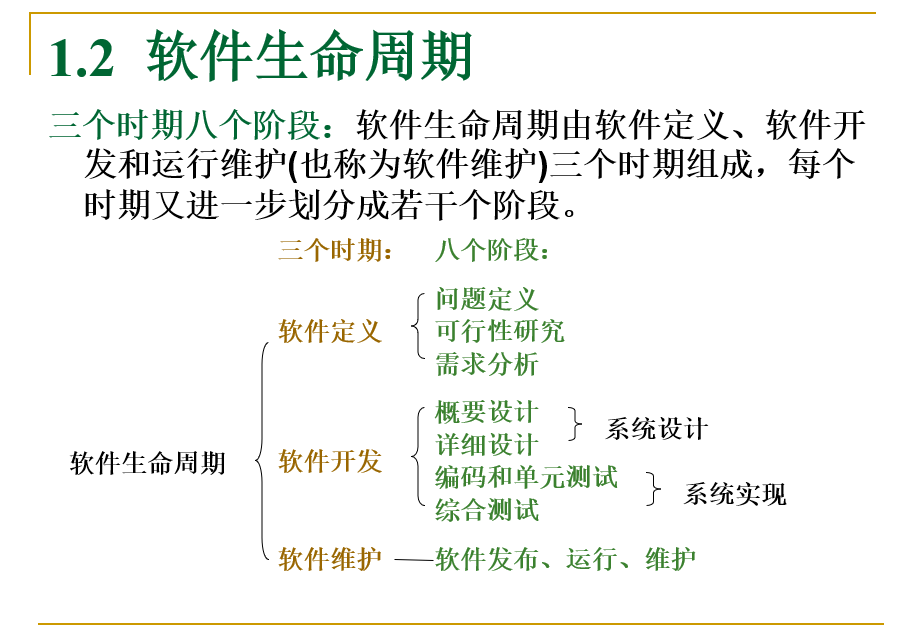 1.2 软件生命周期
三个时期八个阶段：软件生命周期由软件定义、软件开
发和运行维护(也称为软件维护)三个时期组成，每个
时期又进一步划分成若干个阶段。
三个时期： 八个阶段：
问题定义
软件定义 可行性研究
需求分析
概要设计
系统设计
详细设计
软件生命周期 软件开发
编码和单元测试
系统实现
综合测试
软件维护 软件发布、运行、维护